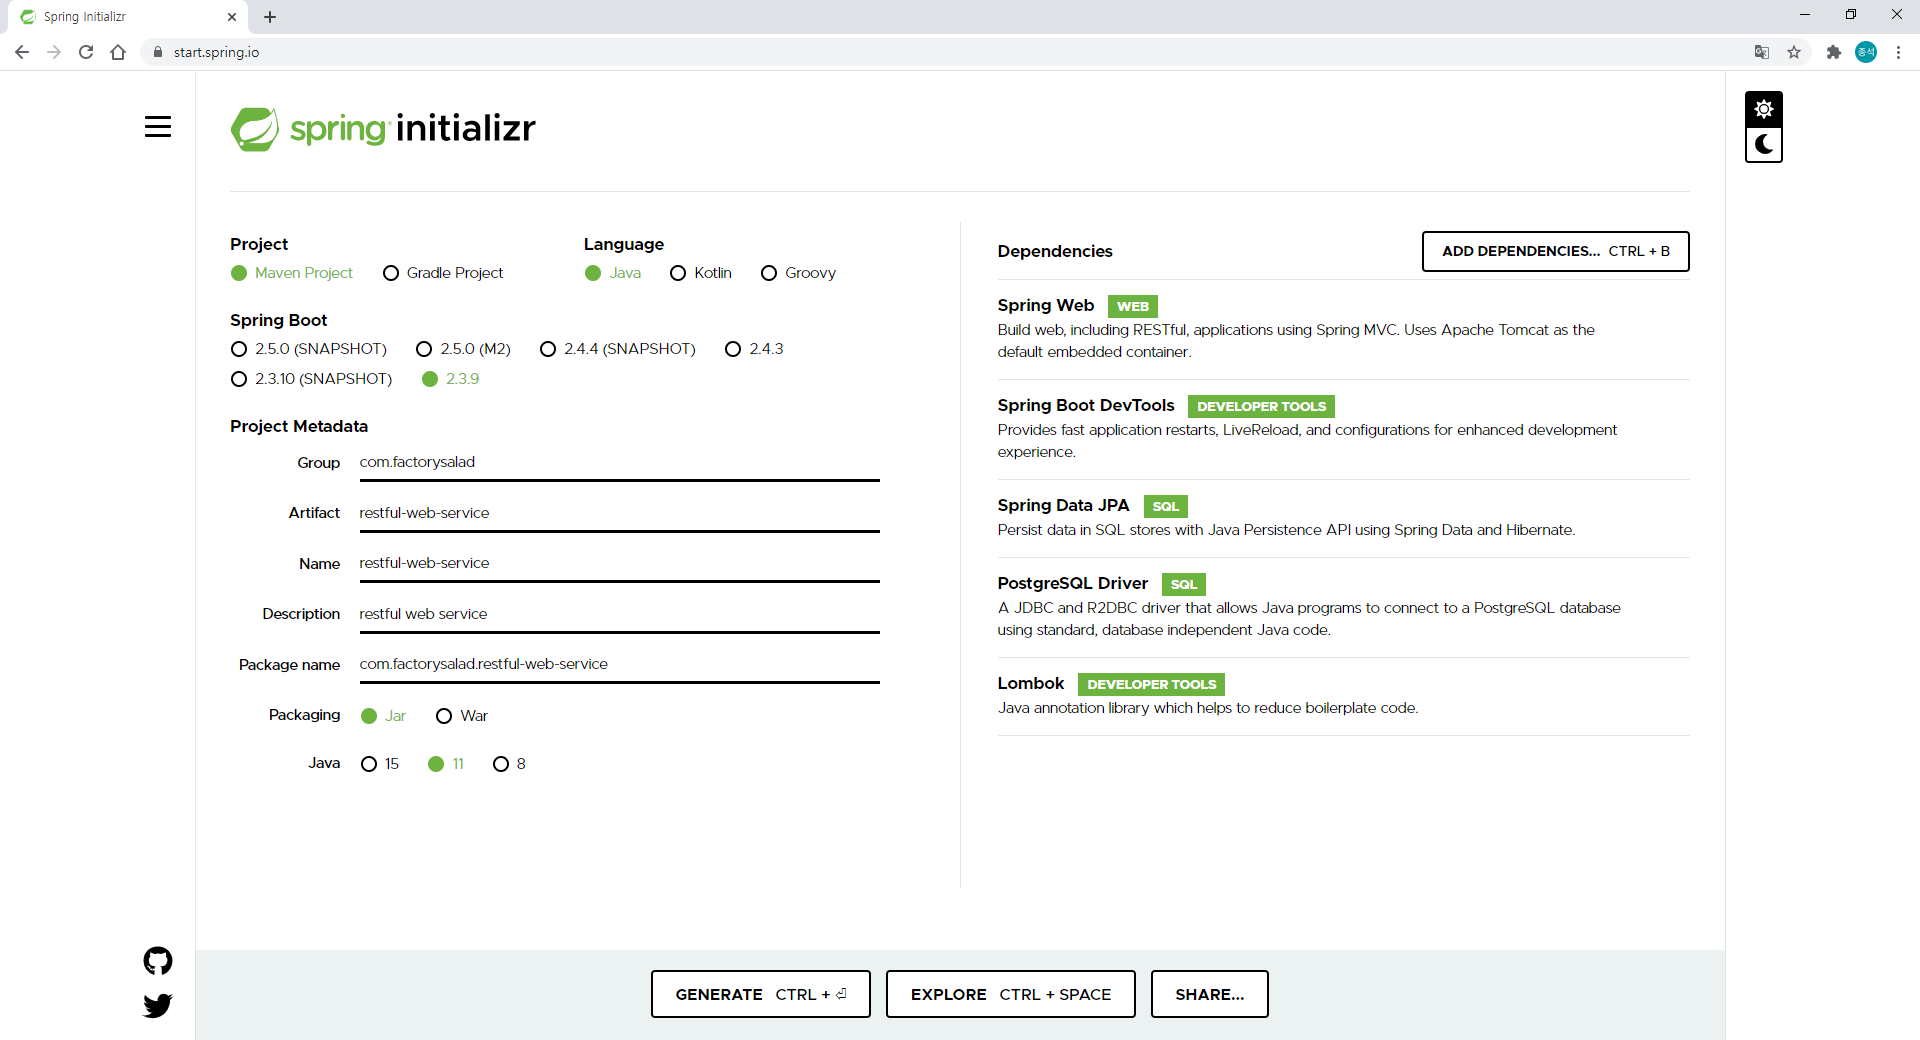 Spring Initializr
start.spring.io
종석
spring initializr
Project
Maven Project Gradle Project
Language
Java Kotlin Groovy
Spring Boot
2.5.0 (SNAPSHOT) 2.5.0 (M2) 2.4.4 (SNAPSHOT) 2.4.3
2.3.10 (SNAPSHOT) 2.3.9
Project Metadata
Group com.factorysalad
Artifact restful-web-service
Name restful-web-service
Description restful web service
Package name com.factorysalad.restful-web-service
Packaging Jar War
Java 15 11 8
Dependencies
ADD DEPENDENCIES... CTRL + B
Spring Web WEB
Build web, including RESTful, applications using Spring MVC. Uses Apache Tomcat as the
default embedded container.
Spring Boot DevTools DEVELOPER TOOLS
Provides fast application restarts, LiveReload, and configurations for enhanced development
experience.
Spring Data JPA SQL
Persist data in SQL stores with Java Persistence API using Spring Data and Hibernate.
PostgreSQL Driver SQL
A JDBC and R2DBC driver that allows Java programs to connect to a PostgreSQL database
using standard, database independent Java code.
Lombok DEVELOPER TOOLS
Java annotation library which helps to reduce boilerplate code.
GENERATE CTRL + ⏎
EXPLORE CTRL + SPACE
SHARE...